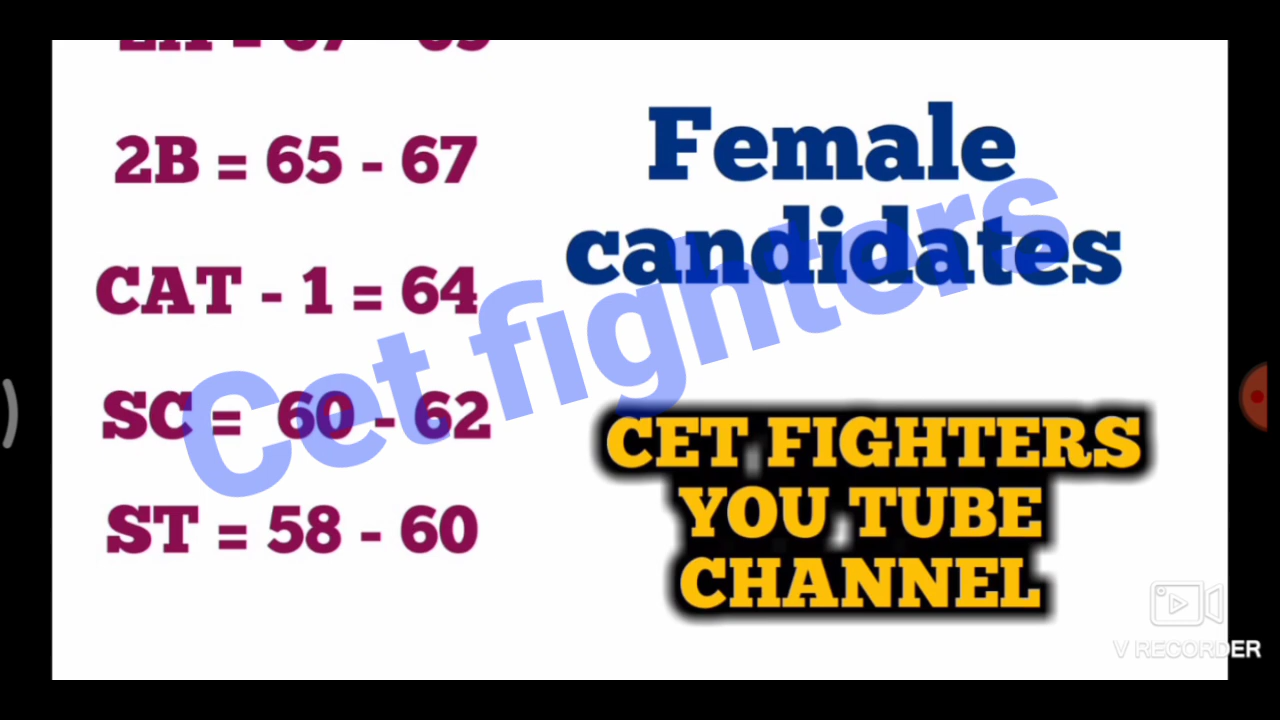 2B = 65 - 67
CAT - 1 = 64
SC = 60 - 62
ST = 58 - 60
Female
candidates
Cet fighters
CET FIGHTERS
YOU TUBE
CHANNEL
V RECORDER